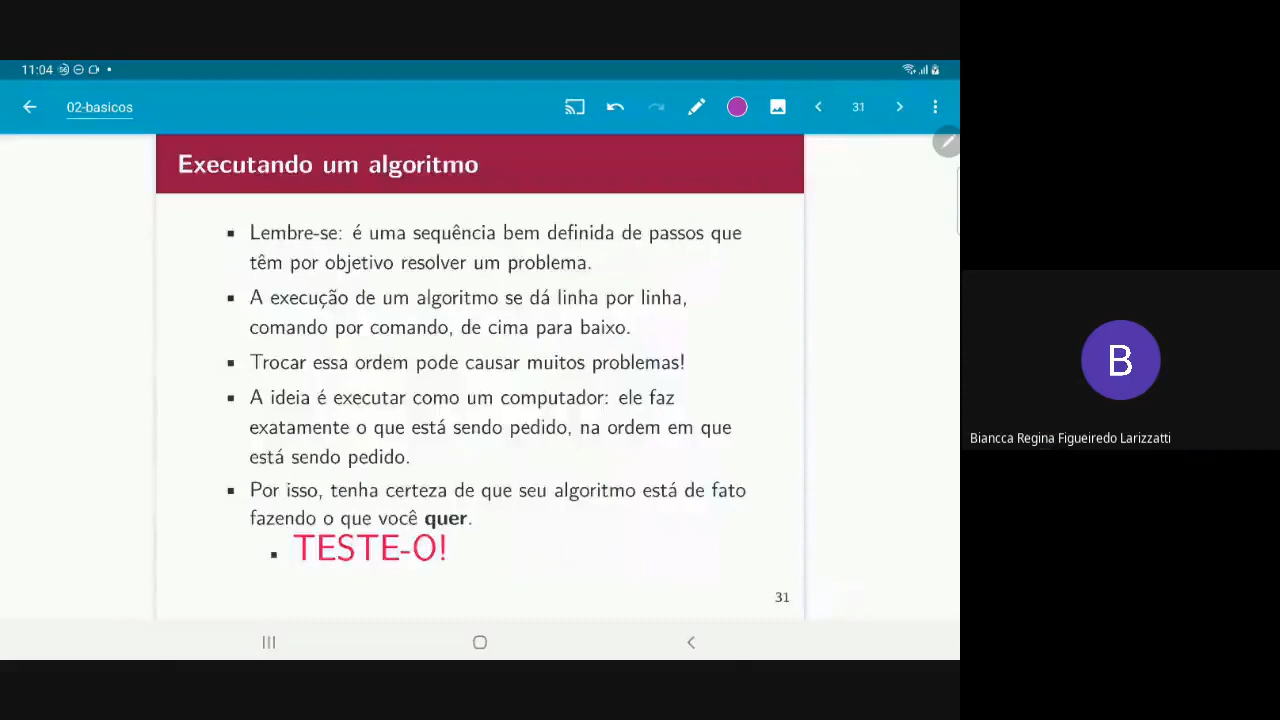 11:04
02-basicos
31
Executando um algoritmo
Lembre-se: é uma sequência bem definida de passos que
têm por objetivo resolver um problema.
A execução de um algoritmo se dá linha por linha,
comando por comando, de cima para baixo.
Trocar essa ordem pode causar muitos problemas!
A ideia é executar como um computador: ele faz
exatamente o que está sendo pedido, na ordem em que
está sendo pedido.
Por isso, tenha certeza de que seu algoritmo está de fato
fazendo o que você quer.
TESTE-O!
31
B
Biancca Regina Figueiredo Larizzatti